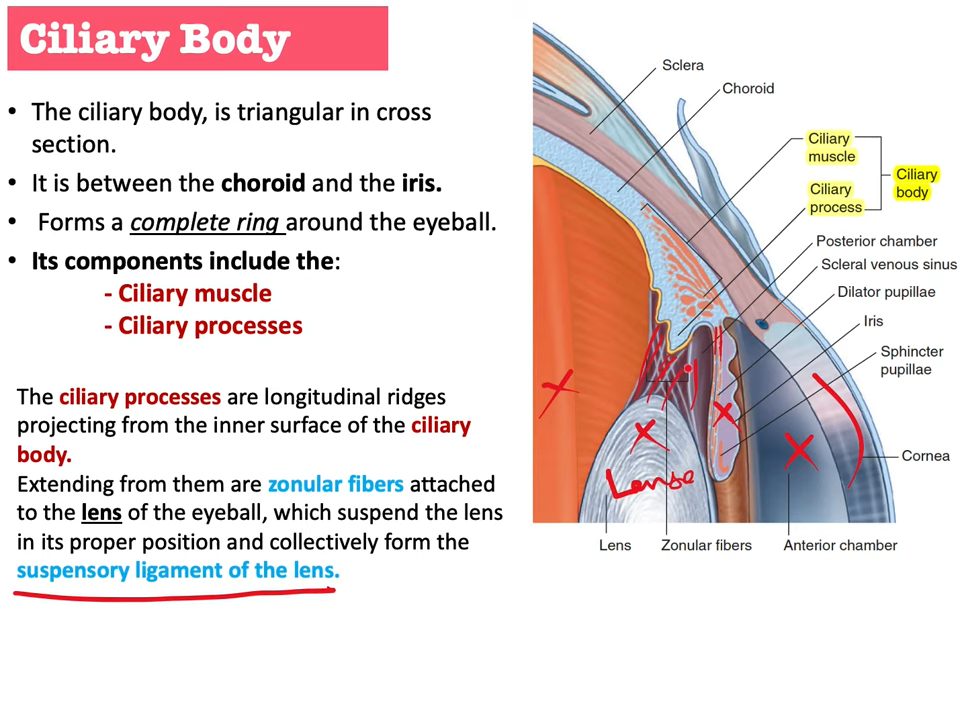 Ciliary Body
• The ciliary body, is triangular in cross
section.
• It is between the choroid and the iris.
• Forms a complete ring around the eyeball.
• Its components include the:
- Ciliary muscle
- Ciliary processes
The ciliary processes are longitudinal ridges
projecting from the inner surface of the ciliary
body.
Extending from them are zonular fibers attached
to the lens of the eyeball, which suspend the lens
in its proper position and collectively form the
suspensory ligament of the lens.
Sclera
Choroid
Ciliary
muscle
Ciliary
process
Ciliary
body
Posterior chamber
Scleral venous sinus
Dilator pupillae
Iris
Sphincter
pupillae
Cornea
Lense
Lens
Zonular fibers
Anterior chamber